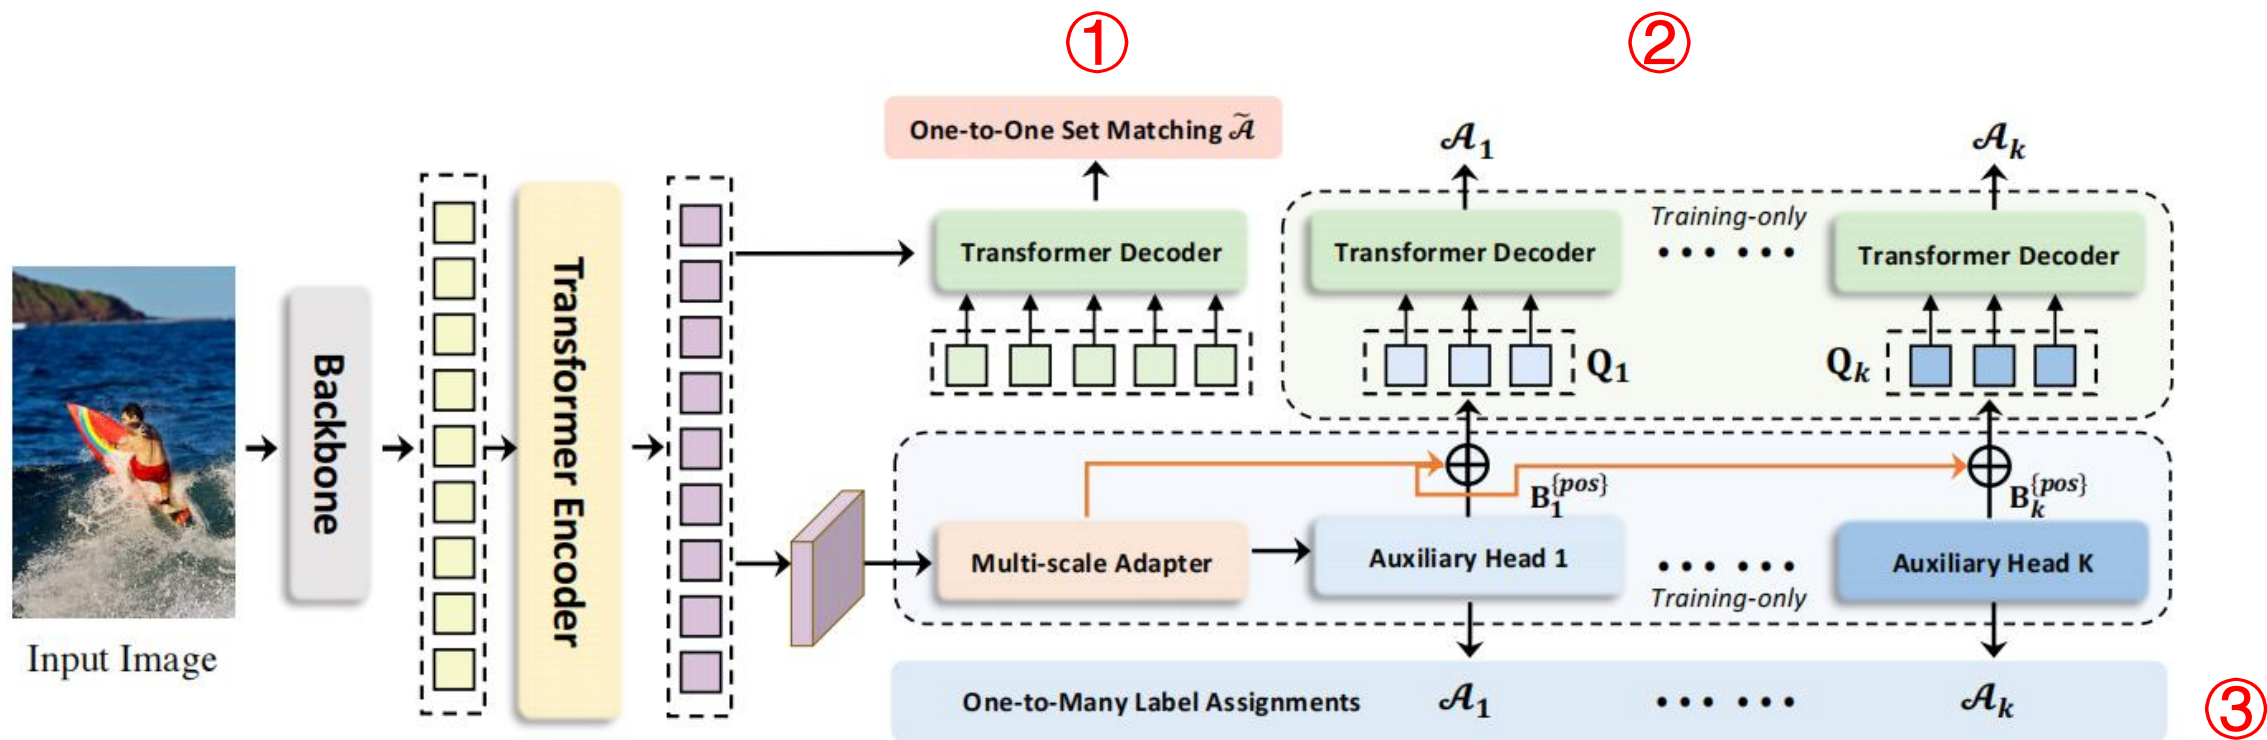 ①
②
One-to-One Set Matching 𝒜̃
𝒜₁
𝒜ₖ
Training-only
Transformer Decoder
Transformer Decoder
• • • • • •
Transformer Decoder
Backbone
Transformer Encoder
Q₁
Qₖ
B₁^{pos}
Bₖ^{pos}
Multi-scale Adapter
Auxiliary Head 1
• • • • • •
Auxiliary Head K
Training-only
Input Image
One-to-Many Label Assignments 𝒜₁ • • • • • • 𝒜ₖ
③